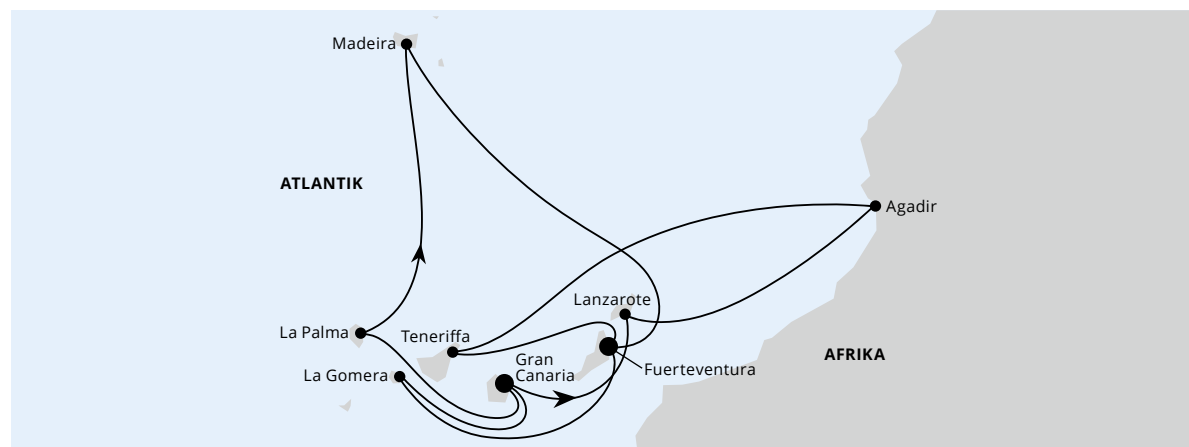 Madeira
ATLANTIK
Agadir
Lanzarote
La Palma
Teneriffa
Gran
Canaria
Fuerteventura
AFRIKA
La Gomera